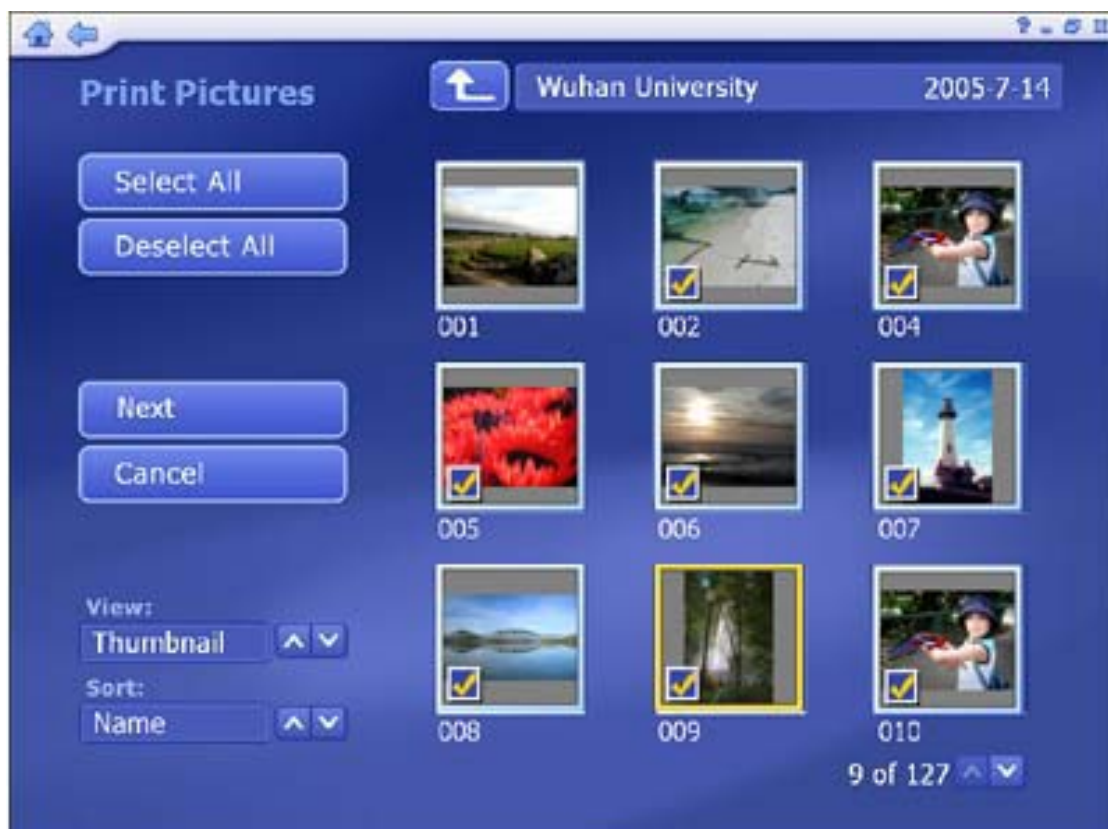 Print Pictures
Wuhan University 2005-7-14
Select All
Deselect All
001 002 004
Next
Cancel
005 006 007
View:
Thumbnail
Sort:
Name
008 009 010
9 of 127